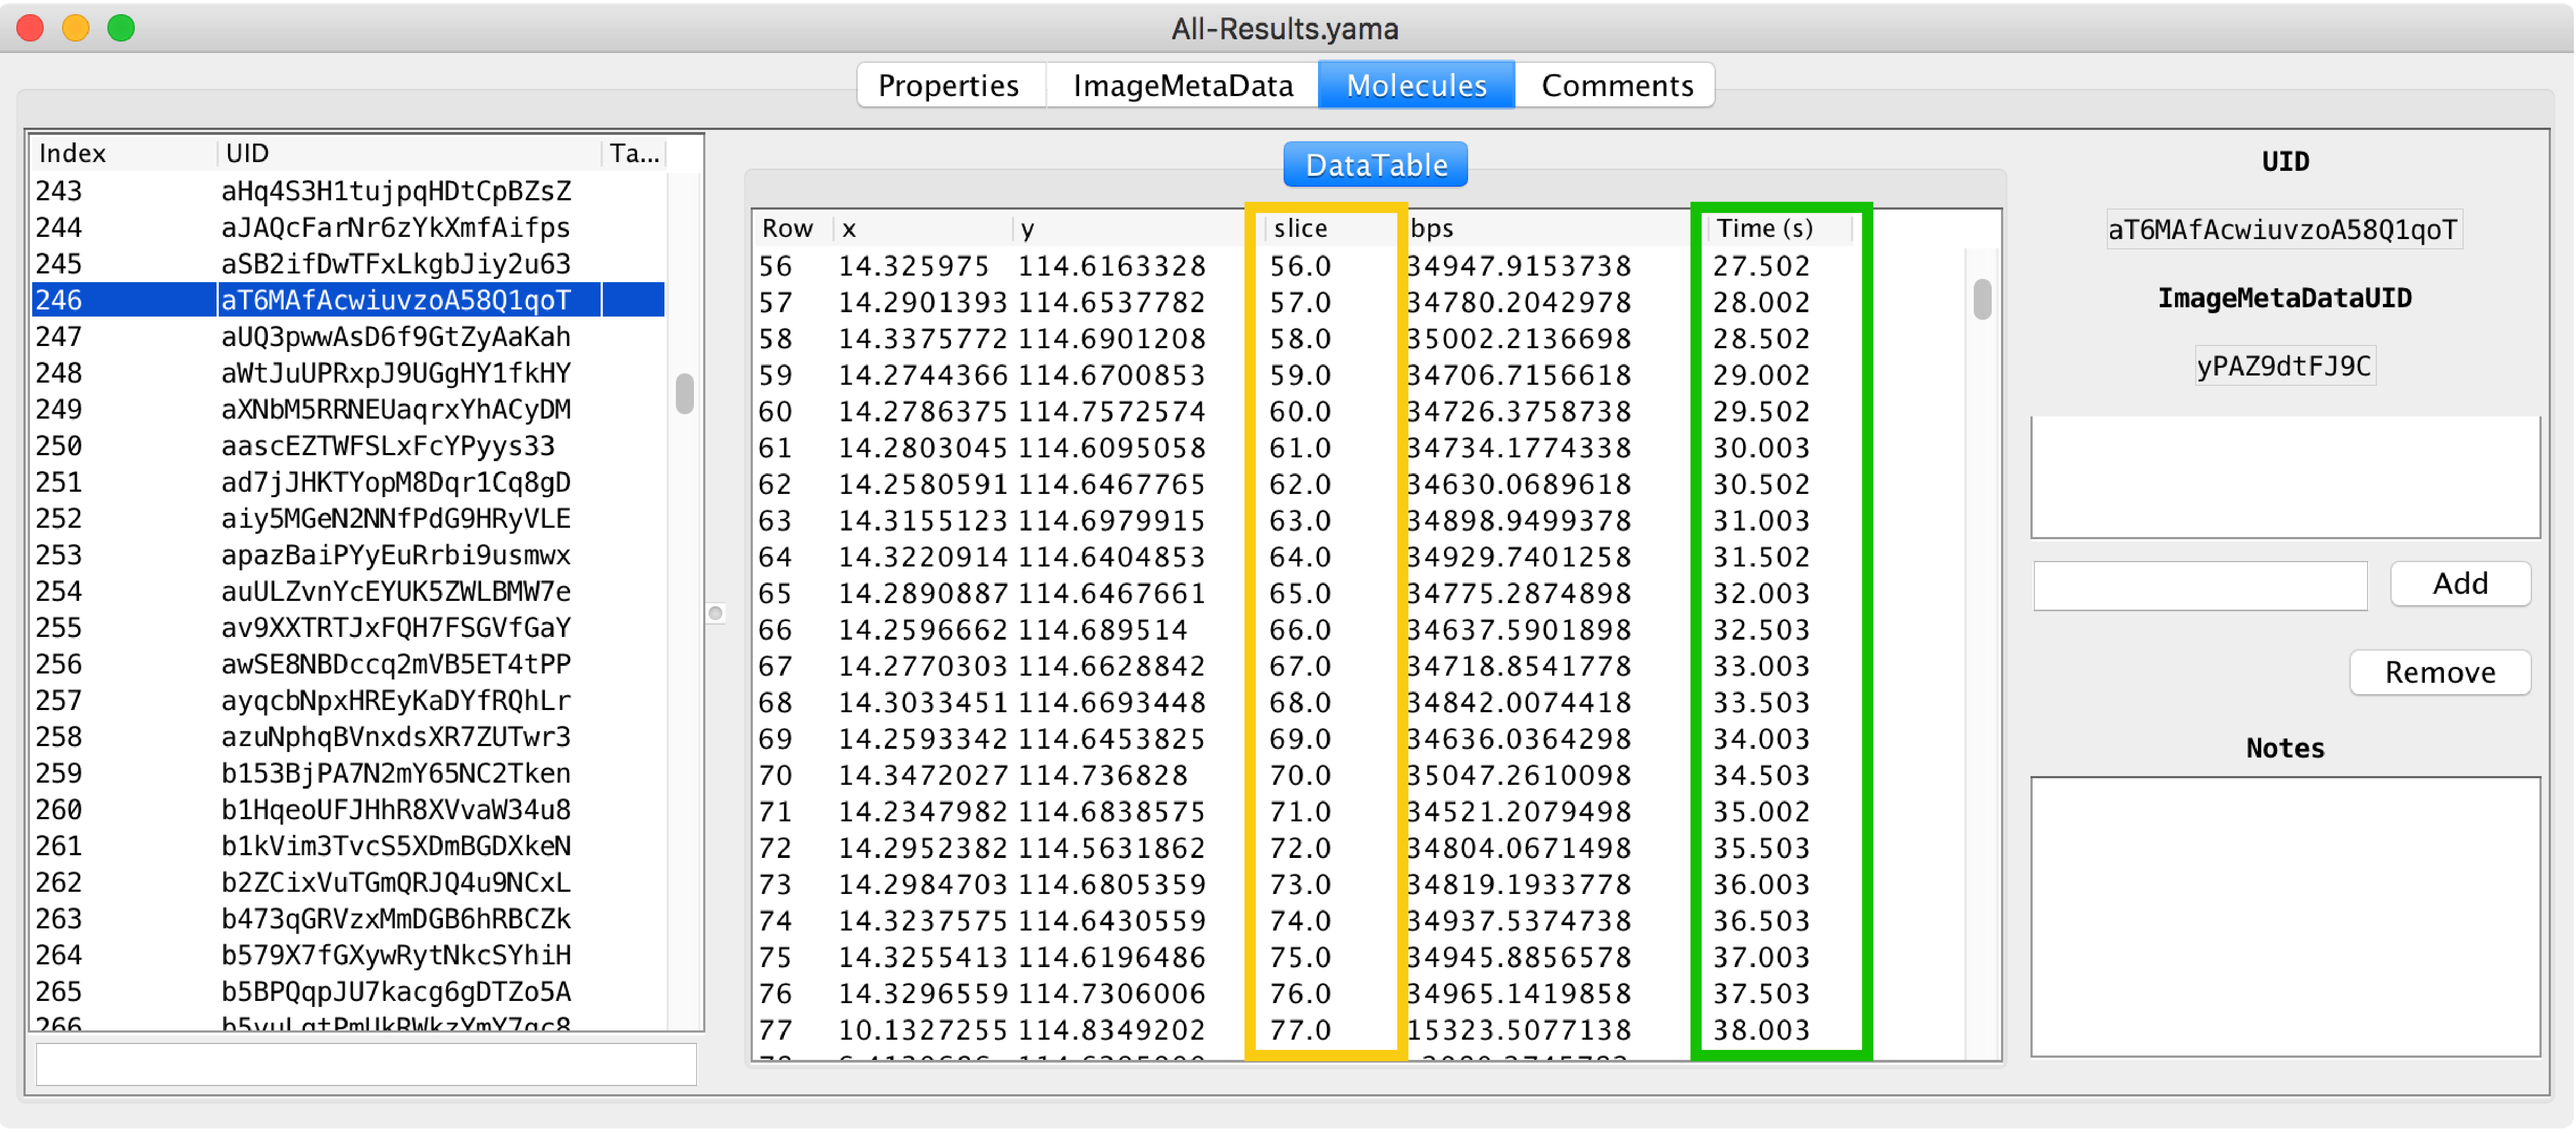 All-Results.yama
Properties ImageMetaData Molecules Comments
Index UID Ta...
243 aHq4S3H1tujpqHDtCpBZsZ
244 aJAQcFarNr6zYkXmfAifps
245 aSB2ifDwTFxLkgbJiy2u63
246 aT6MAfAcwiuvzoA58Q1qoT
247 aUQ3pwwAsD6f9GtZyAaKah
248 aWtJuUPRxpJ9UGgHY1fkHY
249 aXNbM5RRNEUaqrxYhACyDM
250 aascEZTWFSLxFcYPyys33
251 ad7jJHKTYopM8Dqr1Cq8gD
252 aiy5MGeN2NNfPdG9HRyVLE
253 apazBaiPYyEuRrbi9usmwx
254 auULZvnYcEYUK5ZWLBMW7e
255 av9XXTRTJxFQH7FSGVfGaY
256 awSE8NBDccq2mVB5ET4tPP
257 ayqcbNpxHREyKaDYfRQhLr
258 azuNphqBVnxdsXR7ZUTwr3
259 b153BjPA7N2mY65NC2Tken
260 b1HqeoUFJHhR8XVvaW34u8
261 b1kVim3TvcS5XDmBGDXkeN
262 b2ZCixVuTGmQRJQ4u9NCxL
263 b473qGRVzxMmDGB6hRBCZk
264 b579X7fGXywRytNkcSYhiH
265 b5BPQqpJU7kacg6gDTZo5A
266
DataTable
Row x y slice bps Time (s)
56 14.325975 114.6163328 56.0 34947.9153738 27.502
57 14.2901393 114.6537782 57.0 34780.2042978 28.002
58 14.3375772 114.6901208 58.0 35002.2136698 28.502
59 14.2744366 114.6700853 59.0 34706.7156618 29.002
60 14.2786375 114.7572574 60.0 34726.3758738 29.502
61 14.2803045 114.6095058 61.0 34734.1774338 30.003
62 14.2580591 114.6467765 62.0 34630.0689618 30.502
63 14.3155123 114.6979915 63.0 34898.9499378 31.003
64 14.3220914 114.6404853 64.0 34929.7401258 31.502
65 14.2890887 114.6467661 65.0 34775.2874898 32.003
66 14.2596662 114.689514 66.0 34637.5901898 32.503
67 14.2770303 114.6628842 67.0 34718.8541778 33.003
68 14.3033451 114.6693448 68.0 34842.0074418 33.503
69 14.2593342 114.6453825 69.0 34636.0364298 34.003
70 14.3472027 114.736828 70.0 35047.2610098 34.503
71 14.2347982 114.6838575 71.0 34521.2079498 35.002
72 14.2952382 114.5631862 72.0 34804.0671498 35.503
73 14.2984703 114.6805359 73.0 34819.1933778 36.003
74 14.3237575 114.6430559 74.0 34937.5374738 36.503
75 14.3255413 114.6196486 75.0 34945.8856578 37.003
76 14.3296559 114.7306006 76.0 34965.1419858 37.503
77 10.1327255 114.8349202 77.0 15323.5077138 38.003
UID
aT6MAfAcwiuvzoA58Q1qoT
ImageMetaDataUID
yPAZ9dtFJ9C
Add
Remove
Notes